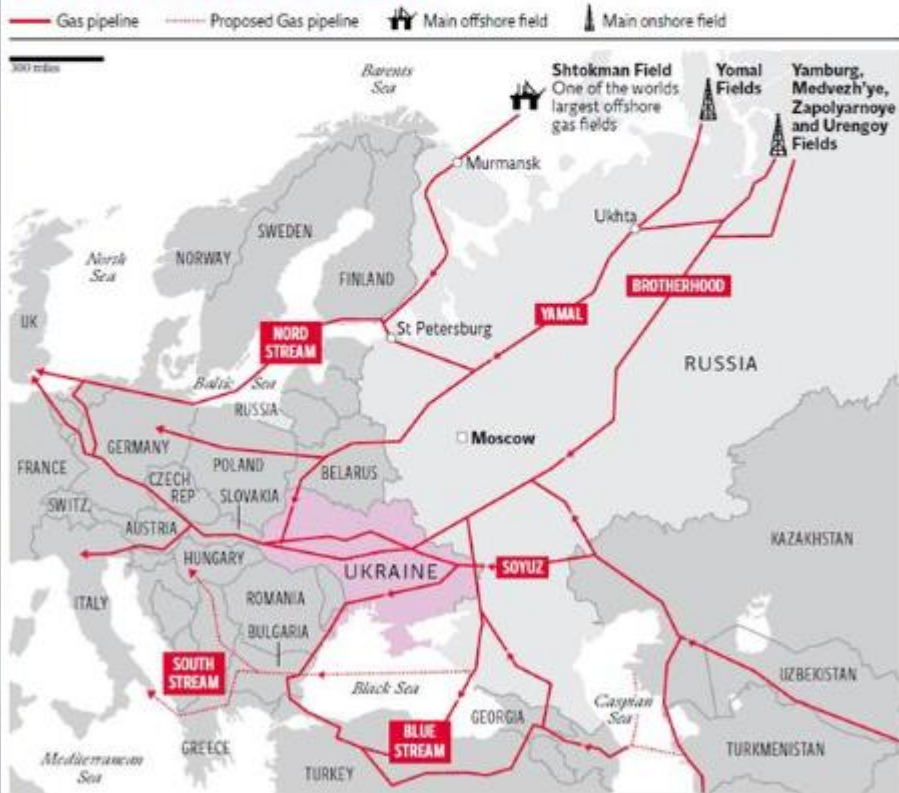 Gas pipeline
Proposed Gas pipeline
Main offshore field
Main onshore field
300 miles
Barents
Sea
Shtokman Field
One of the worlds
largest offshore
gas fields
Yomal
Fields
Yamburg,
Medvezh'ye,
Zapolyarnoye
and Urengoy
Fields
Murmansk
Ukhta
North
Sea
NORWAY
SWEDEN
FINLAND
BROTHERHOOD
YAMAL
UK
NORD
STREAM
St Petersburg
RUSSIA
Baltic Sea
RUSSIA
Moscow
GERMANY
POLAND
BELARUS
FRANCE
CZECH
REP
SLOVAKIA
SWITZ.
AUSTRIA
HUNGARY
UKRAINE
SOYUZ
KAZAKHSTAN
ITALY
ROMANIA
BULGARIA
SOUTH
STREAM
Black Sea
Caspian
Sea
UZBEKISTAN
GEORGIA
BLUE
STREAM
Mediterranean
Sea
GREECE
TURKEY
TURKMENISTAN